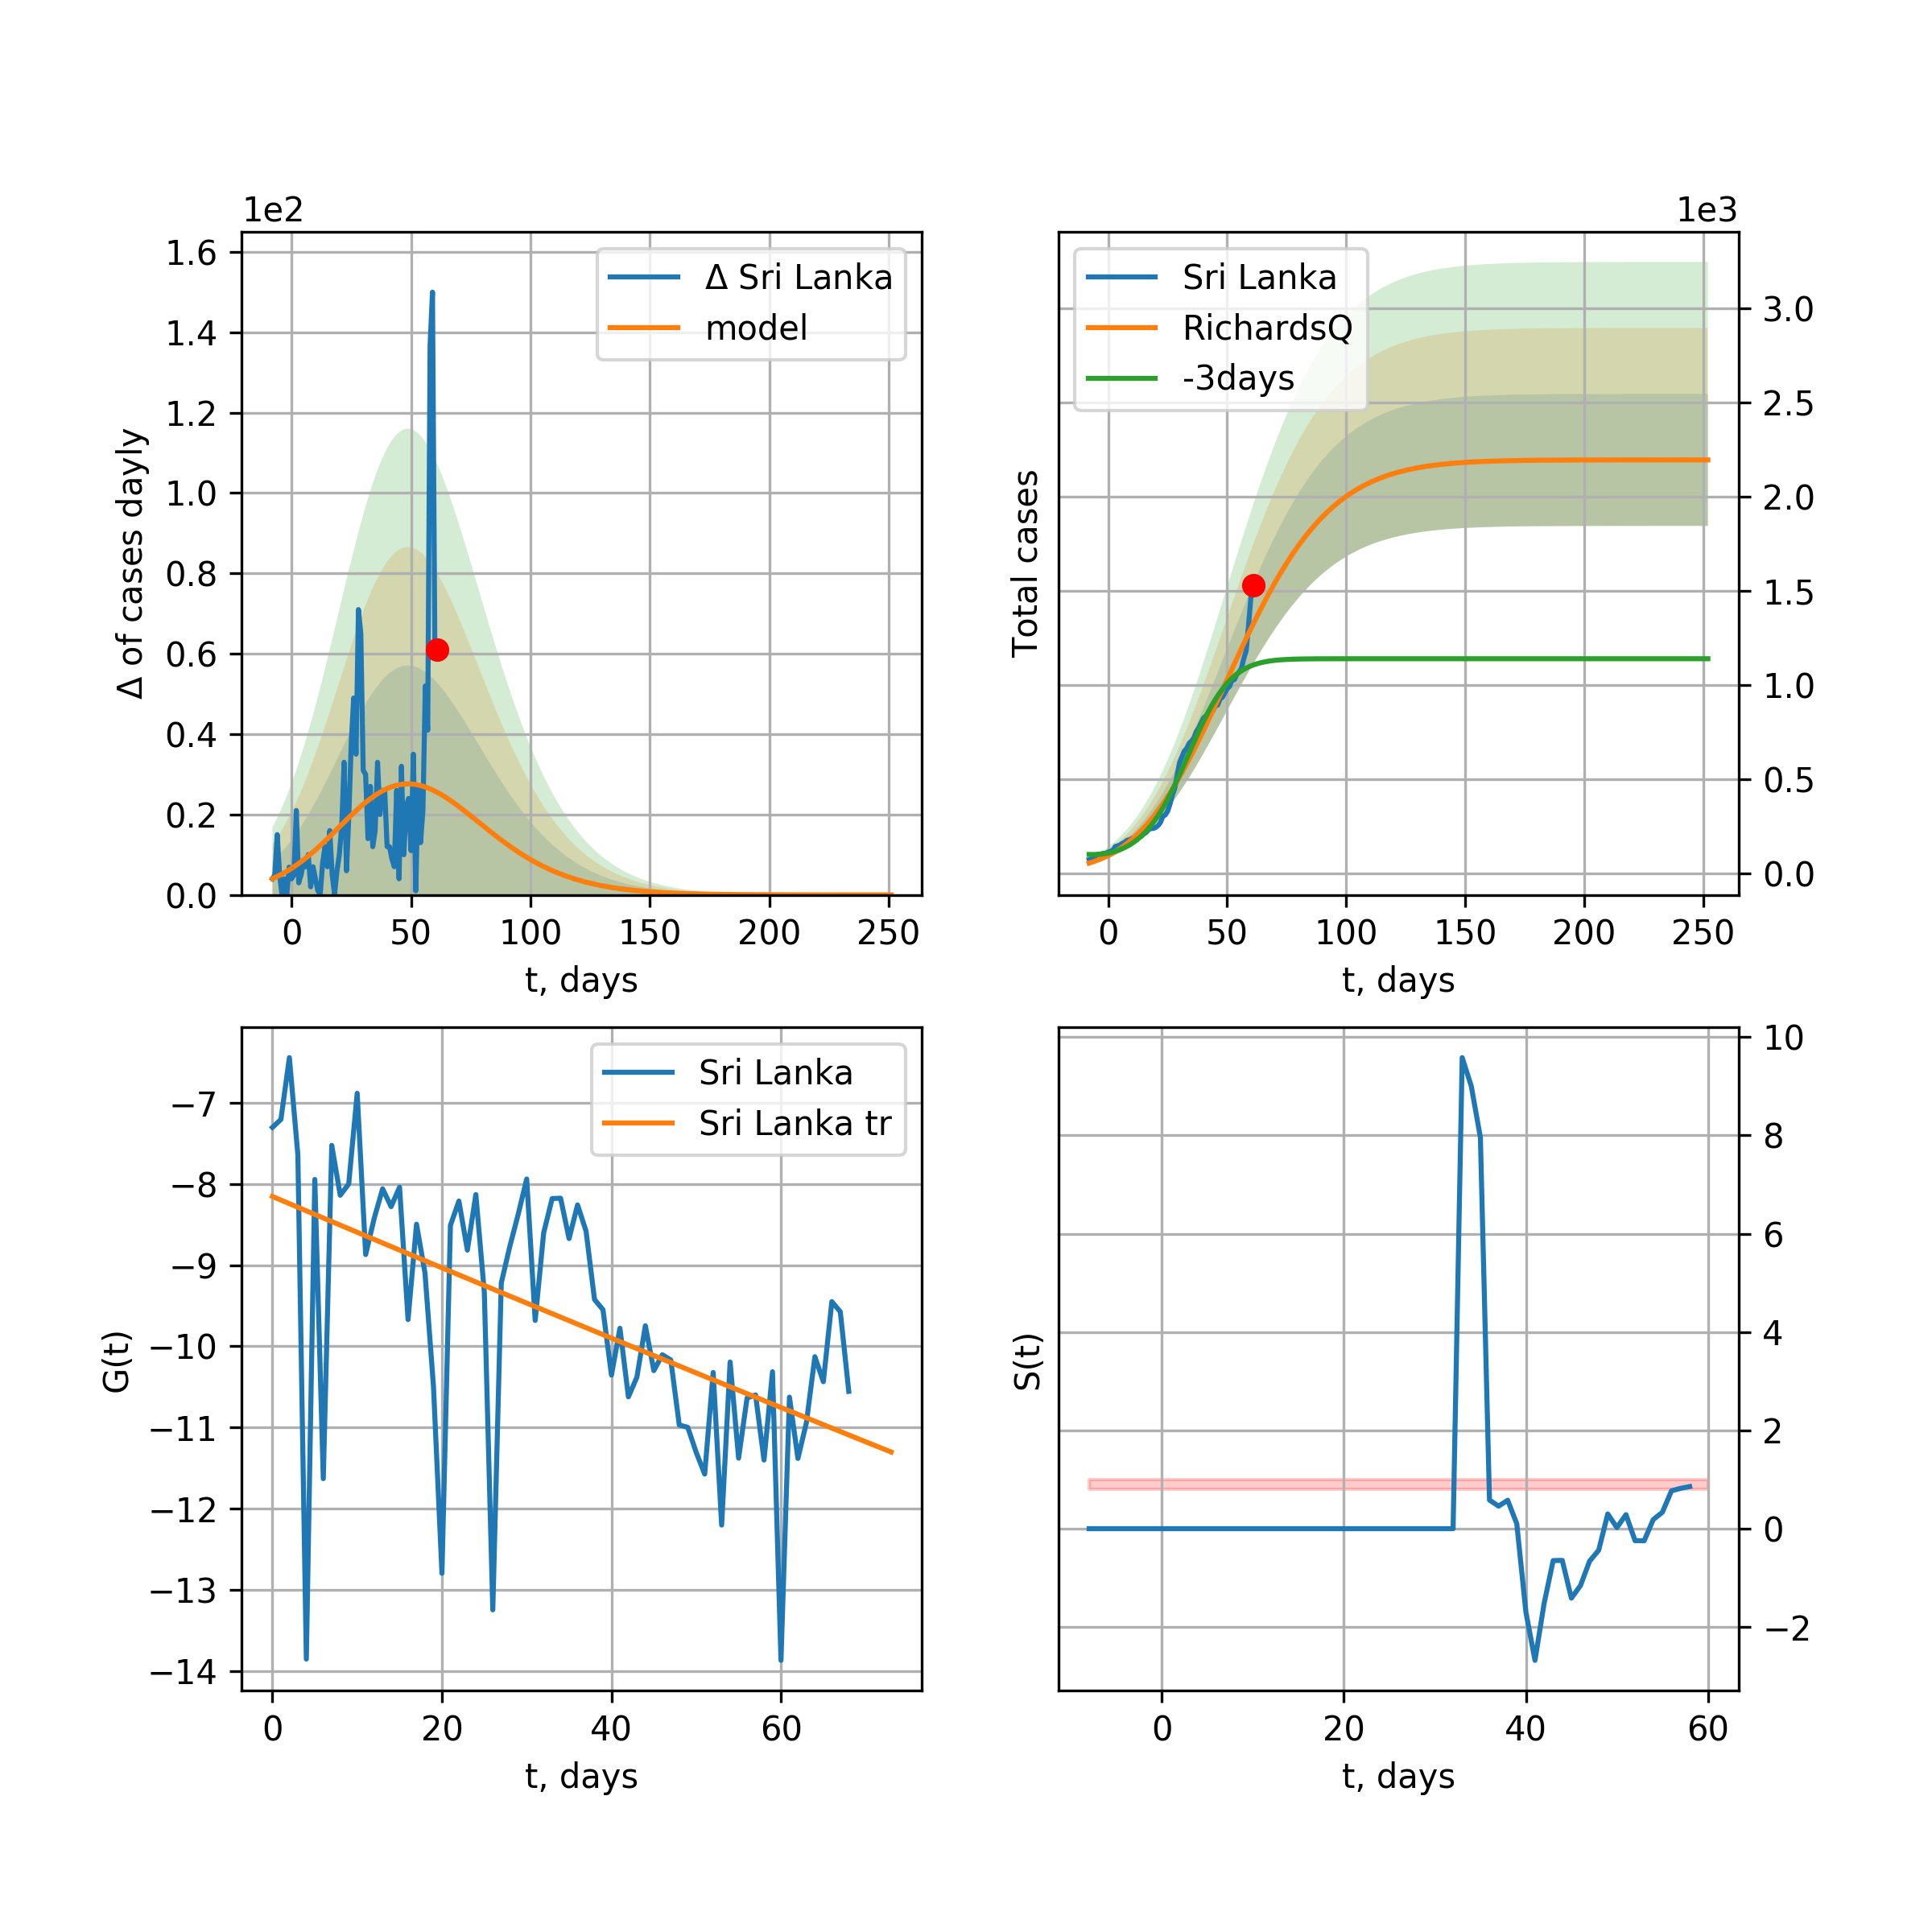 1e2
1.6
1.4
1.2
1.0
0.8
0.6
0.4
0.2
0.0
Δ of cases dayly
Δ Sri Lanka
model
0 50 100 150 200 250
t, days
1e3
3.0
2.5
2.0
1.5
1.0
0.5
0.0
Total cases
Sri Lanka
RichardsQ
-3days
0 50 100 150 200 250
t, days
−7
−8
−9
−10
−11
−12
−13
−14
G(t)
Sri Lanka
Sri Lanka tr
0 20 40 60
t, days
10
8
6
4
2
0
−2
S(t)
0 20 40 60
t, days